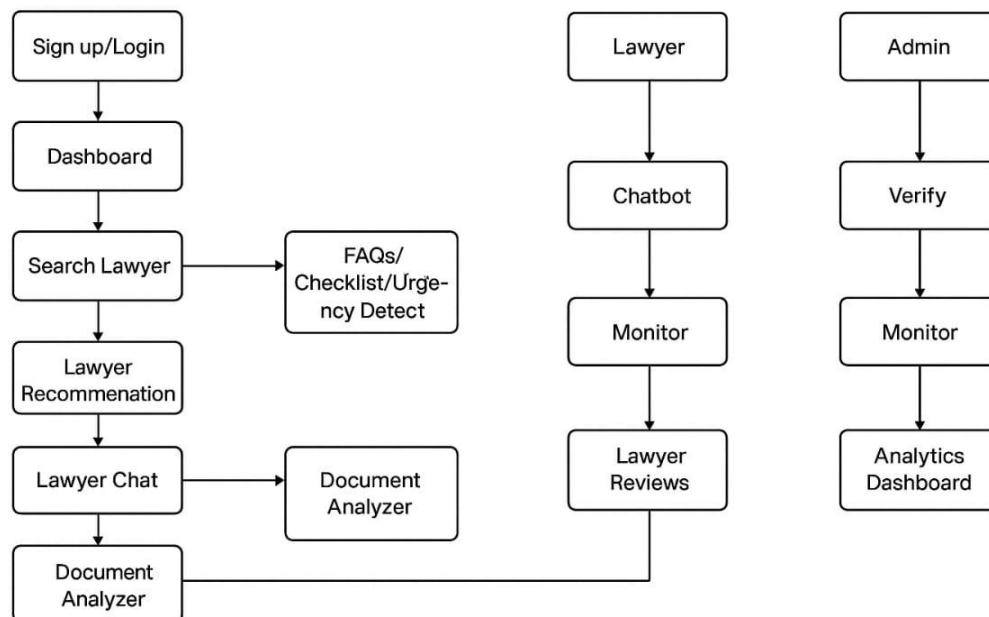 Sign up/Login
Dashboard
Search Lawyer
FAQs/
Checklist/Urge-
ncy Detect
Lawyer
Recommenation
Lawyer Chat
Document
Analyzer
Document
Analyzer
Lawyer
Chatbot
Monitor
Lawyer
Reviews
Admin
Verify
Monitor
Analytics
Dashboard